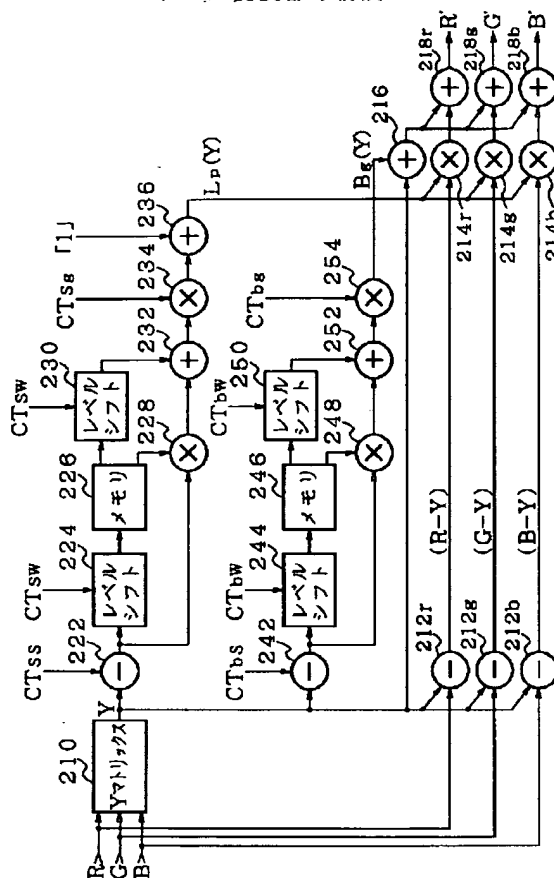 R
G
B
210
Yマトリックス
Y
CTss
222
CTsw
224
レベル
シフト
226
メモリ
228
CTsw
230
レベル
シフト
232
CTsg
234
「1」
236
Lp(Y)
CTbs
242
CTbw
244
レベル
シフト
246
メモリ
248
CTbw
250
レベル
シフト
252
CTbg
254
Bg(Y)
216
212r
(R-Y)
214r
218r
R'
212g
(G-Y)
214g
218g
G'
212b
(B-Y)
214b
218b
B'